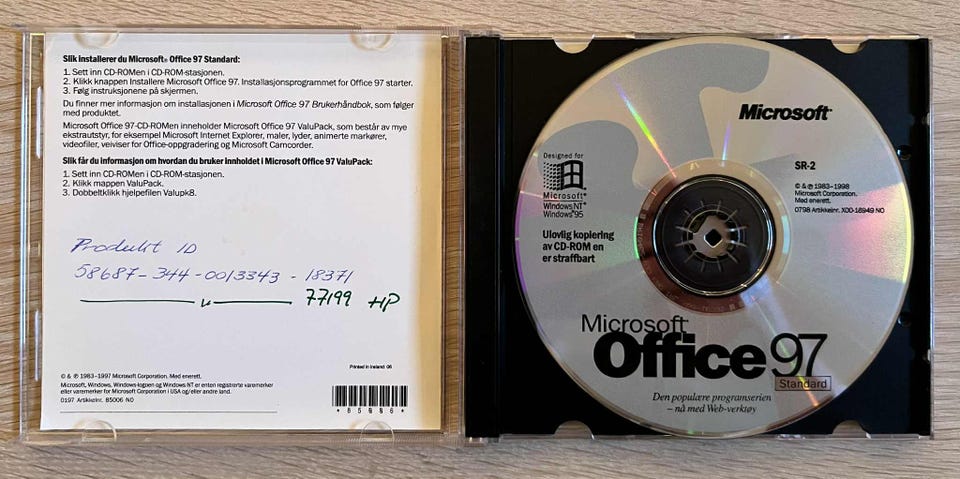 Slik installerer du Microsoft® Office 97 Standard:
1. Sett inn CD-ROMen i CD-ROM-stasjonen.
2. Klikk knappen Installere Microsoft Office 97. Installasjonsprogrammet for Office 97 starter.
3. Følg instruksjonene på skjermen.
Du finner mer informasjon om installasjonen i Microsoft Office 97 Brukerhåndbok, som følger
med produktet.
Microsoft Office 97-CD-ROMen inneholder Microsoft Office 97 ValuPack, som består av mye
ekstrautstyr, for eksempel Microsoft Internet Explorer, maler, lyder, animerte markører,
videofiler, veiviser for Office-oppgradering og Microsoft Camcorder.
Slik får du informasjon om hvordan du bruker innholdet i Microsoft Office 97 ValuPack:
1. Sett inn CD-ROMen i CD-ROM-stasjonen.
2. Klikk mappen ValuPack.
3. Dobbeltklikk hjelpefilen Valupk8.
Produkt ID
58687-344-0013343-18371
—— " —— 77199 HP
Printed in Ireland 06
© & ℗ 1983-1997 Microsoft Corporation. Med enerett.
Microsoft, Windows, Windows-logoen og Windows NT er enten registrerte varemerker
eller varemerker for Microsoft Corporation i USA og/eller andre land.
0197 Artikkelnr. 85006 NO
*85006*
Microsoft®
SR-2
© & ℗ 1983-1998
Microsoft Corporation.
Med enerett.
0798 Artikkelnr. X00-18949 NO
Designed for
Microsoft®
Windows NT®
Windows®95
Ulovlig kopiering
av CD-ROM en
er straffbart
Microsoft®
Office 97
Standard
Den populære programserien
– nå med Web-verktøy